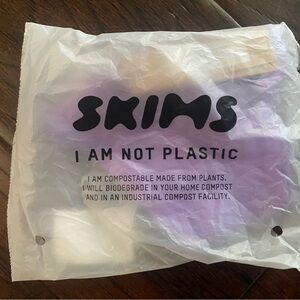 SKIMS
I AM NOT PLASTIC
I AM COMPOSTABLE MADE FROM PLANTS.
I WILL BIODEGRADE IN YOUR HOME COMPOST
AND IN AN INDUSTRIAL COMPOST FACILITY.